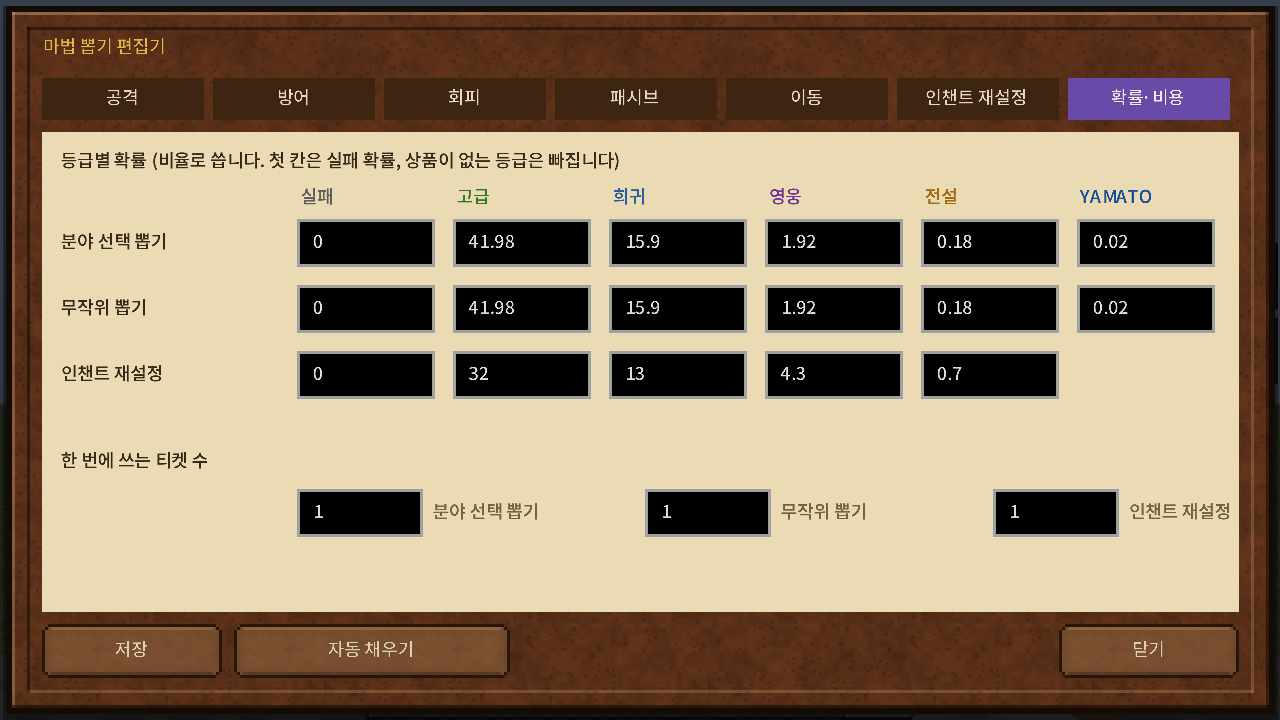 마법 뽑기 편집기
공격 방어 회피 패시브 이동 인챈트 재설정 확률·비용
등급별 확률 (비율로 씁니다. 첫 칸은 실패 확률, 상품이 없는 등급은 빠집니다)
실패 고급 희귀 영웅 전설 YAMATO
분야 선택 뽑기 0 41.98 15.9 1.92 0.18 0.02
무작위 뽑기 0 41.98 15.9 1.92 0.18 0.02
인챈트 재설정 0 32 13 4.3 0.7
한 번에 쓰는 티켓 수
1 분야 선택 뽑기 1 무작위 뽑기 1 인챈트 재설정
저장 자동 채우기 닫기